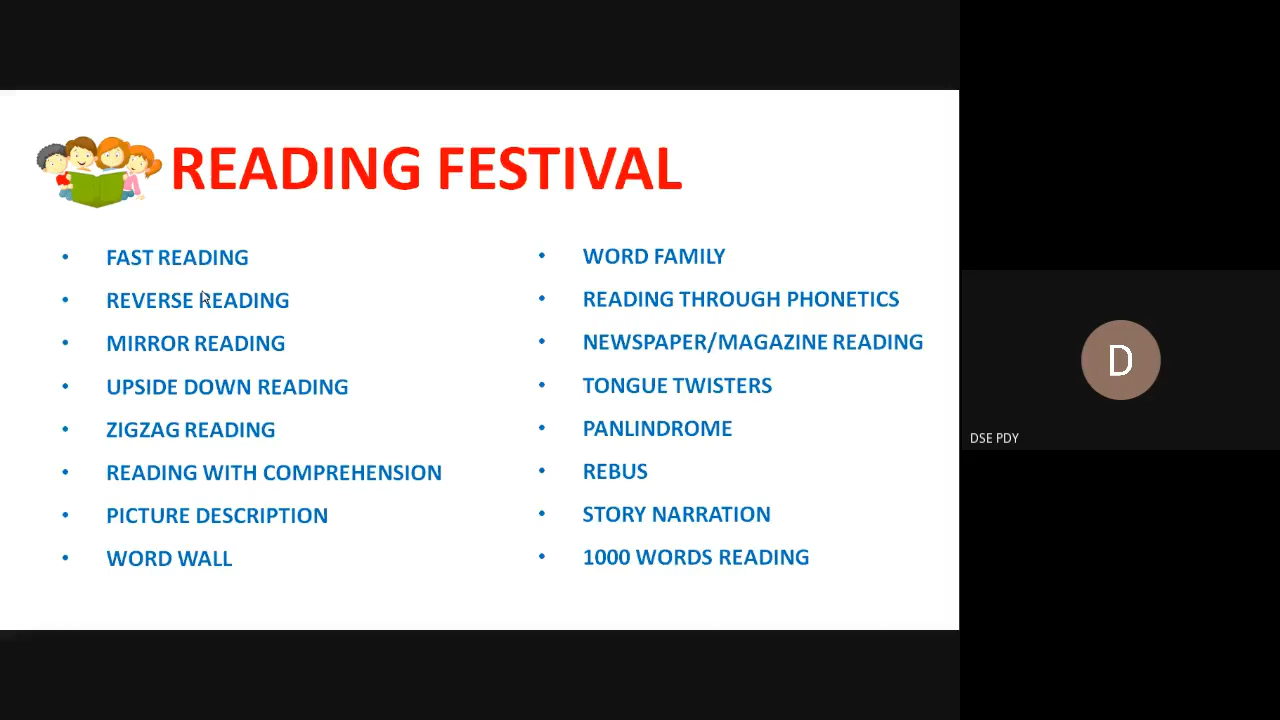 READING FESTIVAL
• FAST READING
• REVERSE READING
• MIRROR READING
• UPSIDE DOWN READING
• ZIGZAG READING
• READING WITH COMPREHENSION
• PICTURE DESCRIPTION
• WORD WALL
• WORD FAMILY
• READING THROUGH PHONETICS
• NEWSPAPER/MAGAZINE READING
• TONGUE TWISTERS
• PANLINDROME
• REBUS
• STORY NARRATION
• 1000 WORDS READING
D
DSE PDY